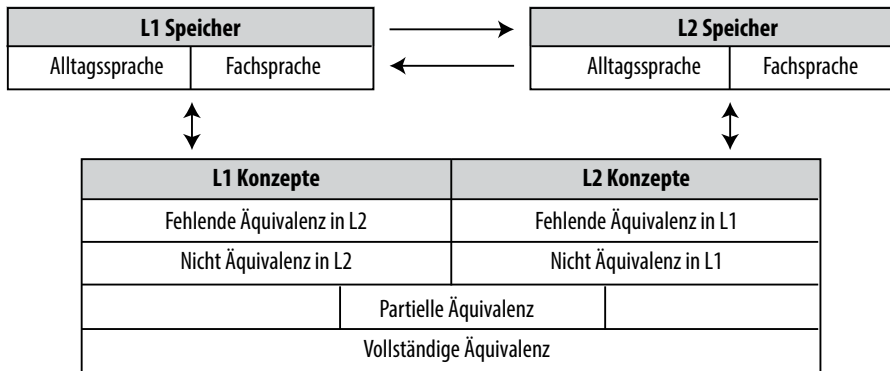 L1 Speicher L2 Speicher
Alltagssprache Fachsprache Alltagssprache Fachsprache
L1 Konzepte L2 Konzepte
Fehlende Äquivalenz in L2 Fehlende Äquivalenz in L1
Nicht Äquivalenz in L2 Nicht Äquivalenz in L1
Partielle Äquivalenz
Vollständige Äquivalenz